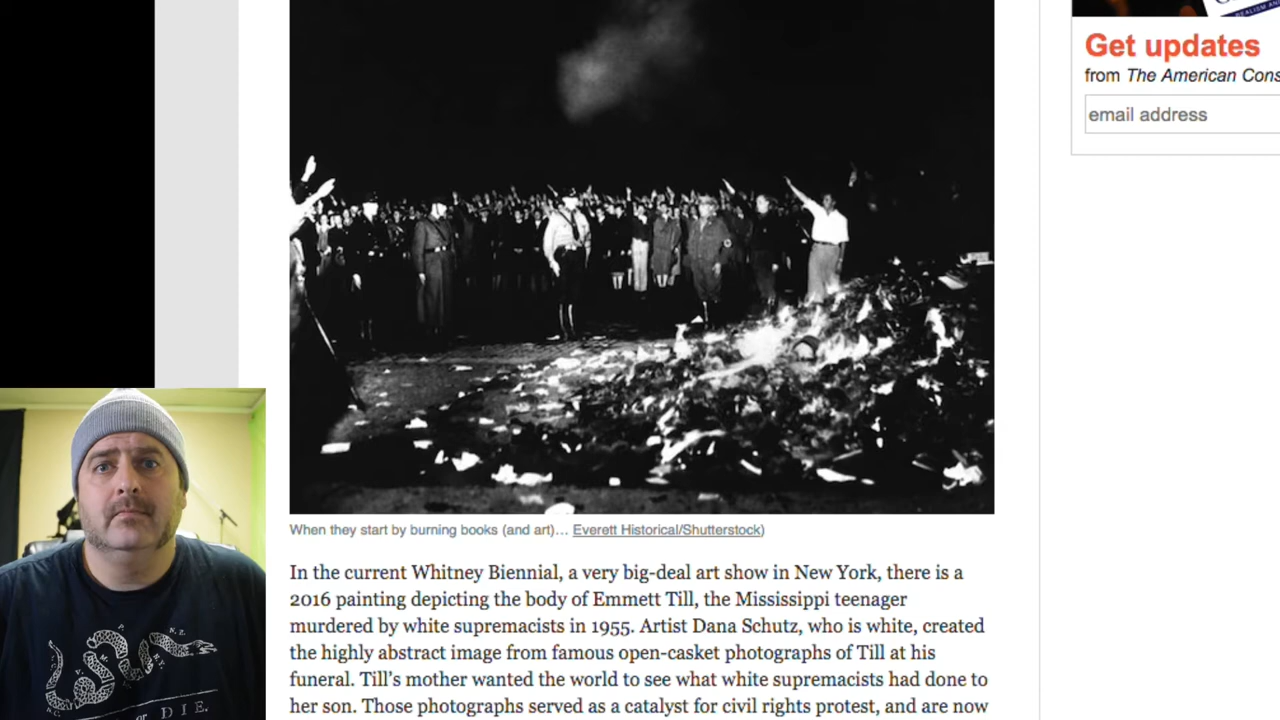 REALISM AN
Get updates
from The American Cons
email address
When they start by burning books (and art)... Everett Historical/Shutterstock)
In the current Whitney Biennial, a very big-deal art show in New York, there is a
2016 painting depicting the body of Emmett Till, the Mississippi teenager
murdered by white supremacists in 1955. Artist Dana Schutz, who is white, created
the highly abstract image from famous open-casket photographs of Till at his
funeral. Till’s mother wanted the world to see what white supremacists had done to
her son. Those photographs served as a catalyst for civil rights protest, and are now
N.Z.
P.
M.
N.Y.
or DIE.